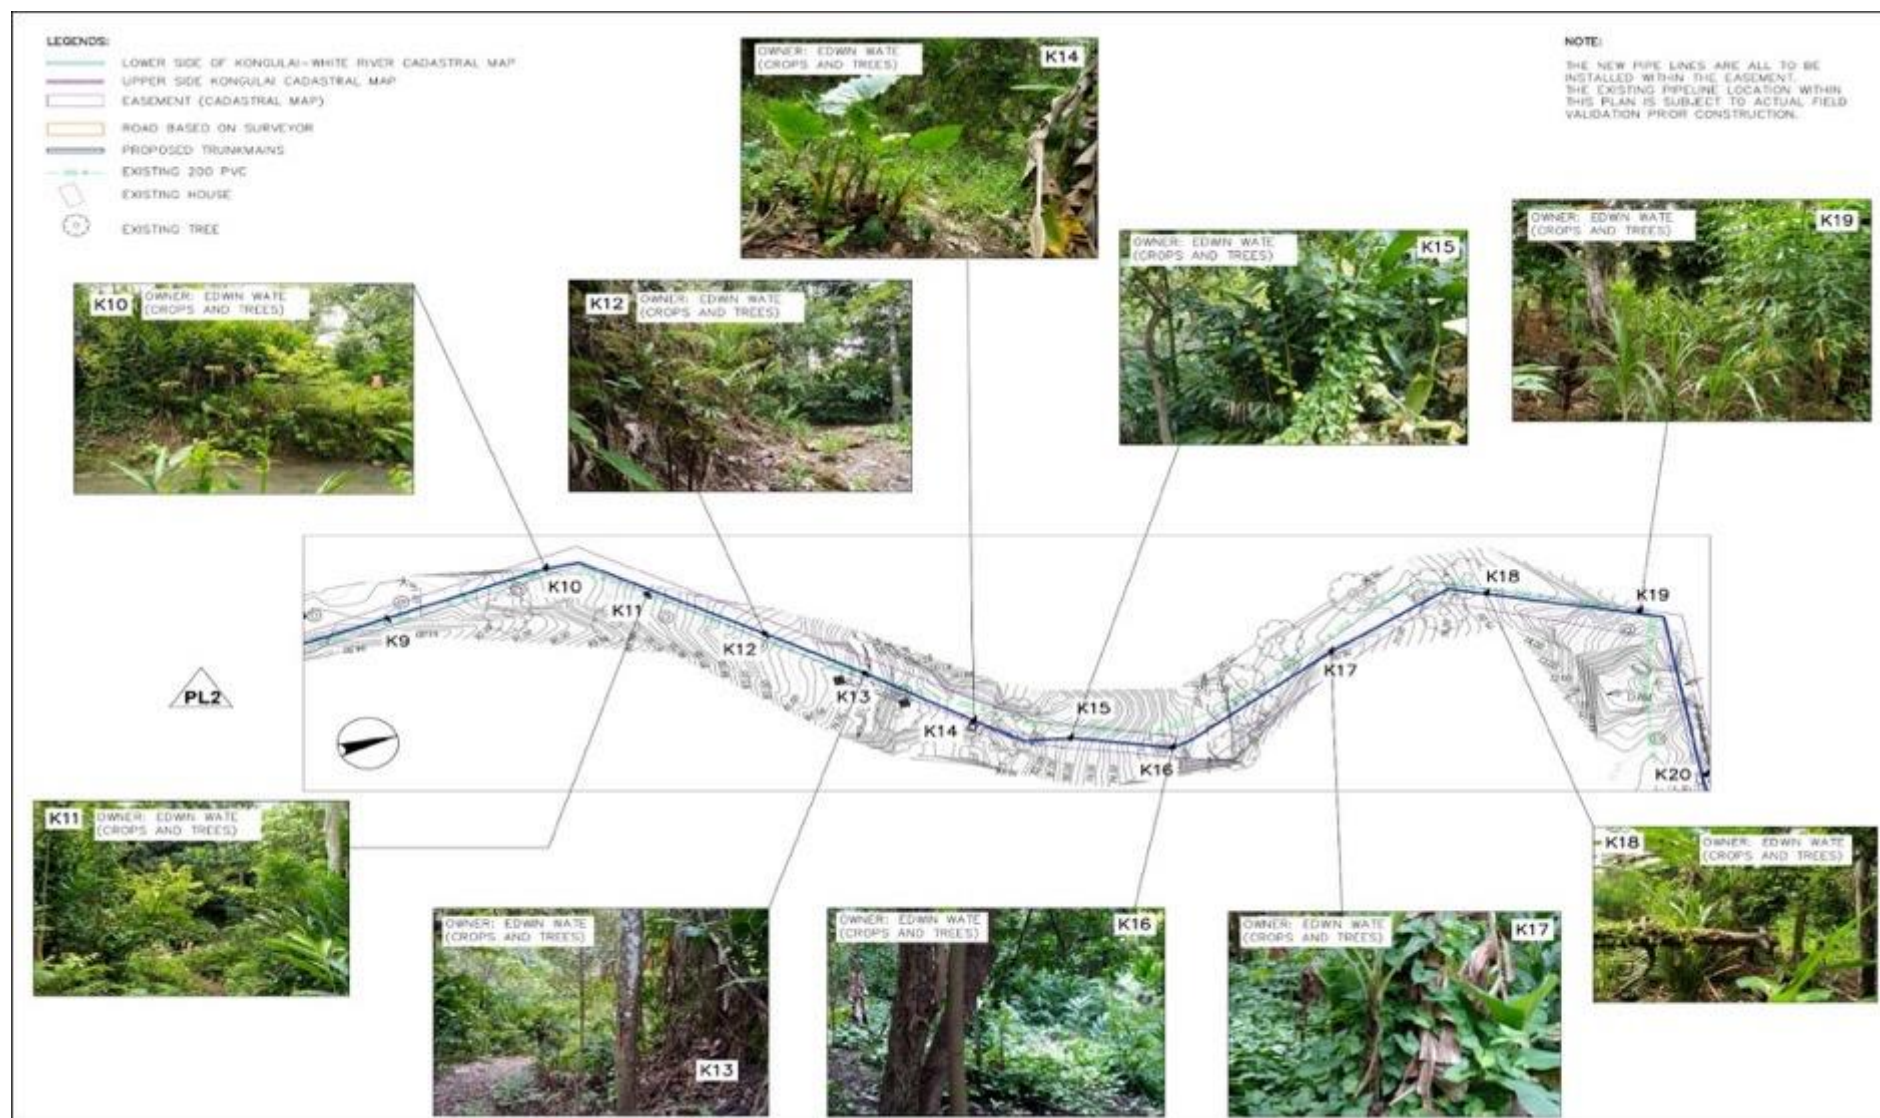 LEGENDS:
LOWER SIDE OF KONGULAI-WHITE RIVER CADASTRAL MAP
UPPER SIDE KONGULAI CADASTRAL MAP
EASEMENT (CADASTRAL MAP)
ROAD BASED ON SURVEYOR
PROPOSED TRUNKMAINS
EXISTING 200 PVC
EXISTING HOUSE
EXISTING TREE
NOTE:
THE NEW PIPE LINES ARE ALL TO BE
INSTALLED WITHIN THE EASEMENT.
THE EXISTING PIPELINE LOCATION WITHIN
THIS PLAN IS SUBJECT TO ACTUAL FIELD
VALIDATION PRIOR CONSTRUCTION.
OWNER: EDWIN WATE
(CROPS AND TREES)
K14
OWNER: EDWIN WATE
(CROPS AND TREES)
K15
OWNER: EDWIN WATE
(CROPS AND TREES)
K19
K10
OWNER: EDWIN WATE
(CROPS AND TREES)
K12
OWNER: EDWIN WATE
(CROPS AND TREES)
K9
K10
K11
K12
K13
K14
K15
K16
K17
K18
K19
K20
DAM
PL2
K11
OWNER: EDWIN WATE
(CROPS AND TREES)
OWNER: EDWIN WATE
(CROPS AND TREES)
K13
OWNER: EDWIN WATE
(CROPS AND TREES)
K16
OWNER: EDWIN WATE
(CROPS AND TREES)
K17
K18
OWNER: EDWIN WATE
(CROPS AND TREES)